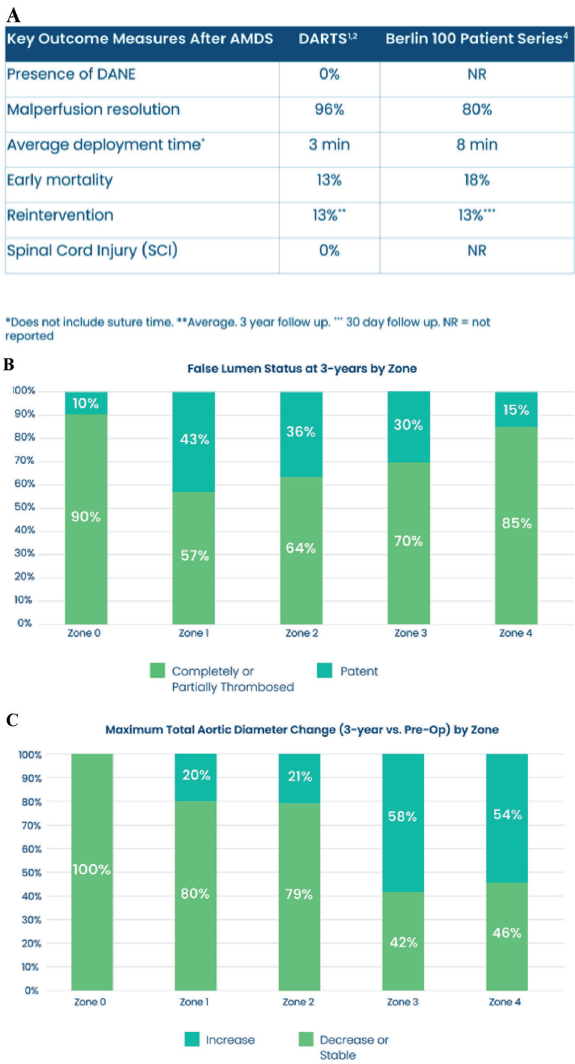 A
Key Outcome Measures After AMDS DARTS1,2 Berlin 100 Patient Series4
Presence of DANE 0% NR
Malperfusion resolution 96% 80%
Average deployment time* 3 min 8 min
Early mortality 13% 18%
Reintervention 13%** 13%***
Spinal Cord Injury (SCI) 0% NR
*Does not include suture time. **Average. 3 year follow up. *** 30 day follow up. NR = not
reported
B
False Lumen Status at 3-years by Zone
100%
90%
80%
70%
60%
50%
40%
30%
20%
10%
0%
10% 43% 36% 30% 15%
90% 57% 64% 70% 85%
Zone 0 Zone 1 Zone 2 Zone 3 Zone 4
Completely or
Partially Thrombosed
Patent
C
Maximum Total Aortic Diameter Change (3-year vs. Pre-Op) by Zone
100%
90%
80%
70%
60%
50%
40%
30%
20%
10%
0%
20% 21% 58% 54%
100% 80% 79% 42% 46%
Zone 0 Zone 1 Zone 2 Zone 3 Zone 4
Increase
Decrease or
Stable